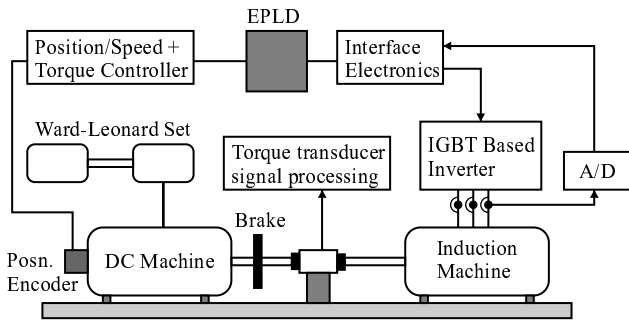 EPLD
Position/Speed +
Torque Controller
Interface
Electronics
Ward-Leonard Set
Torque transducer
signal processing
IGBT Based
Inverter
A/D
Brake
Posn.
Encoder
DC Machine
Induction
Machine